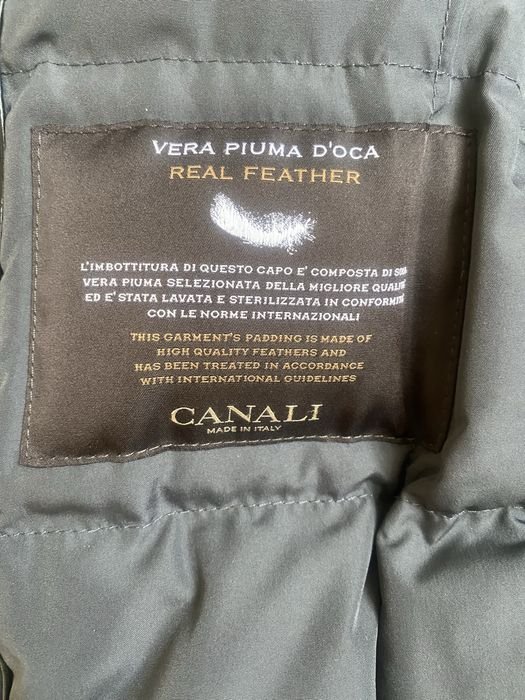 VERA PIUMA D'OCA
REAL FEATHER
L'IMBOTTITURA DI QUESTO CAPO E' COMPOSTA DI
VERA PIUMA SELEZIONATA DELLA MIGLIORE
ED E' STATA LAVATA E STERILIZZATA IN
CON LE NORME INTERNAZIONALI
THIS GARMENT'S PADDING IS MADE OF
HIGH QUALITY FEATHERS AND
HAS BEEN TREATED IN ACCORDANCE
WITH INTERNATIONAL GUIDELINES
CANALI
MADE IN ITALY